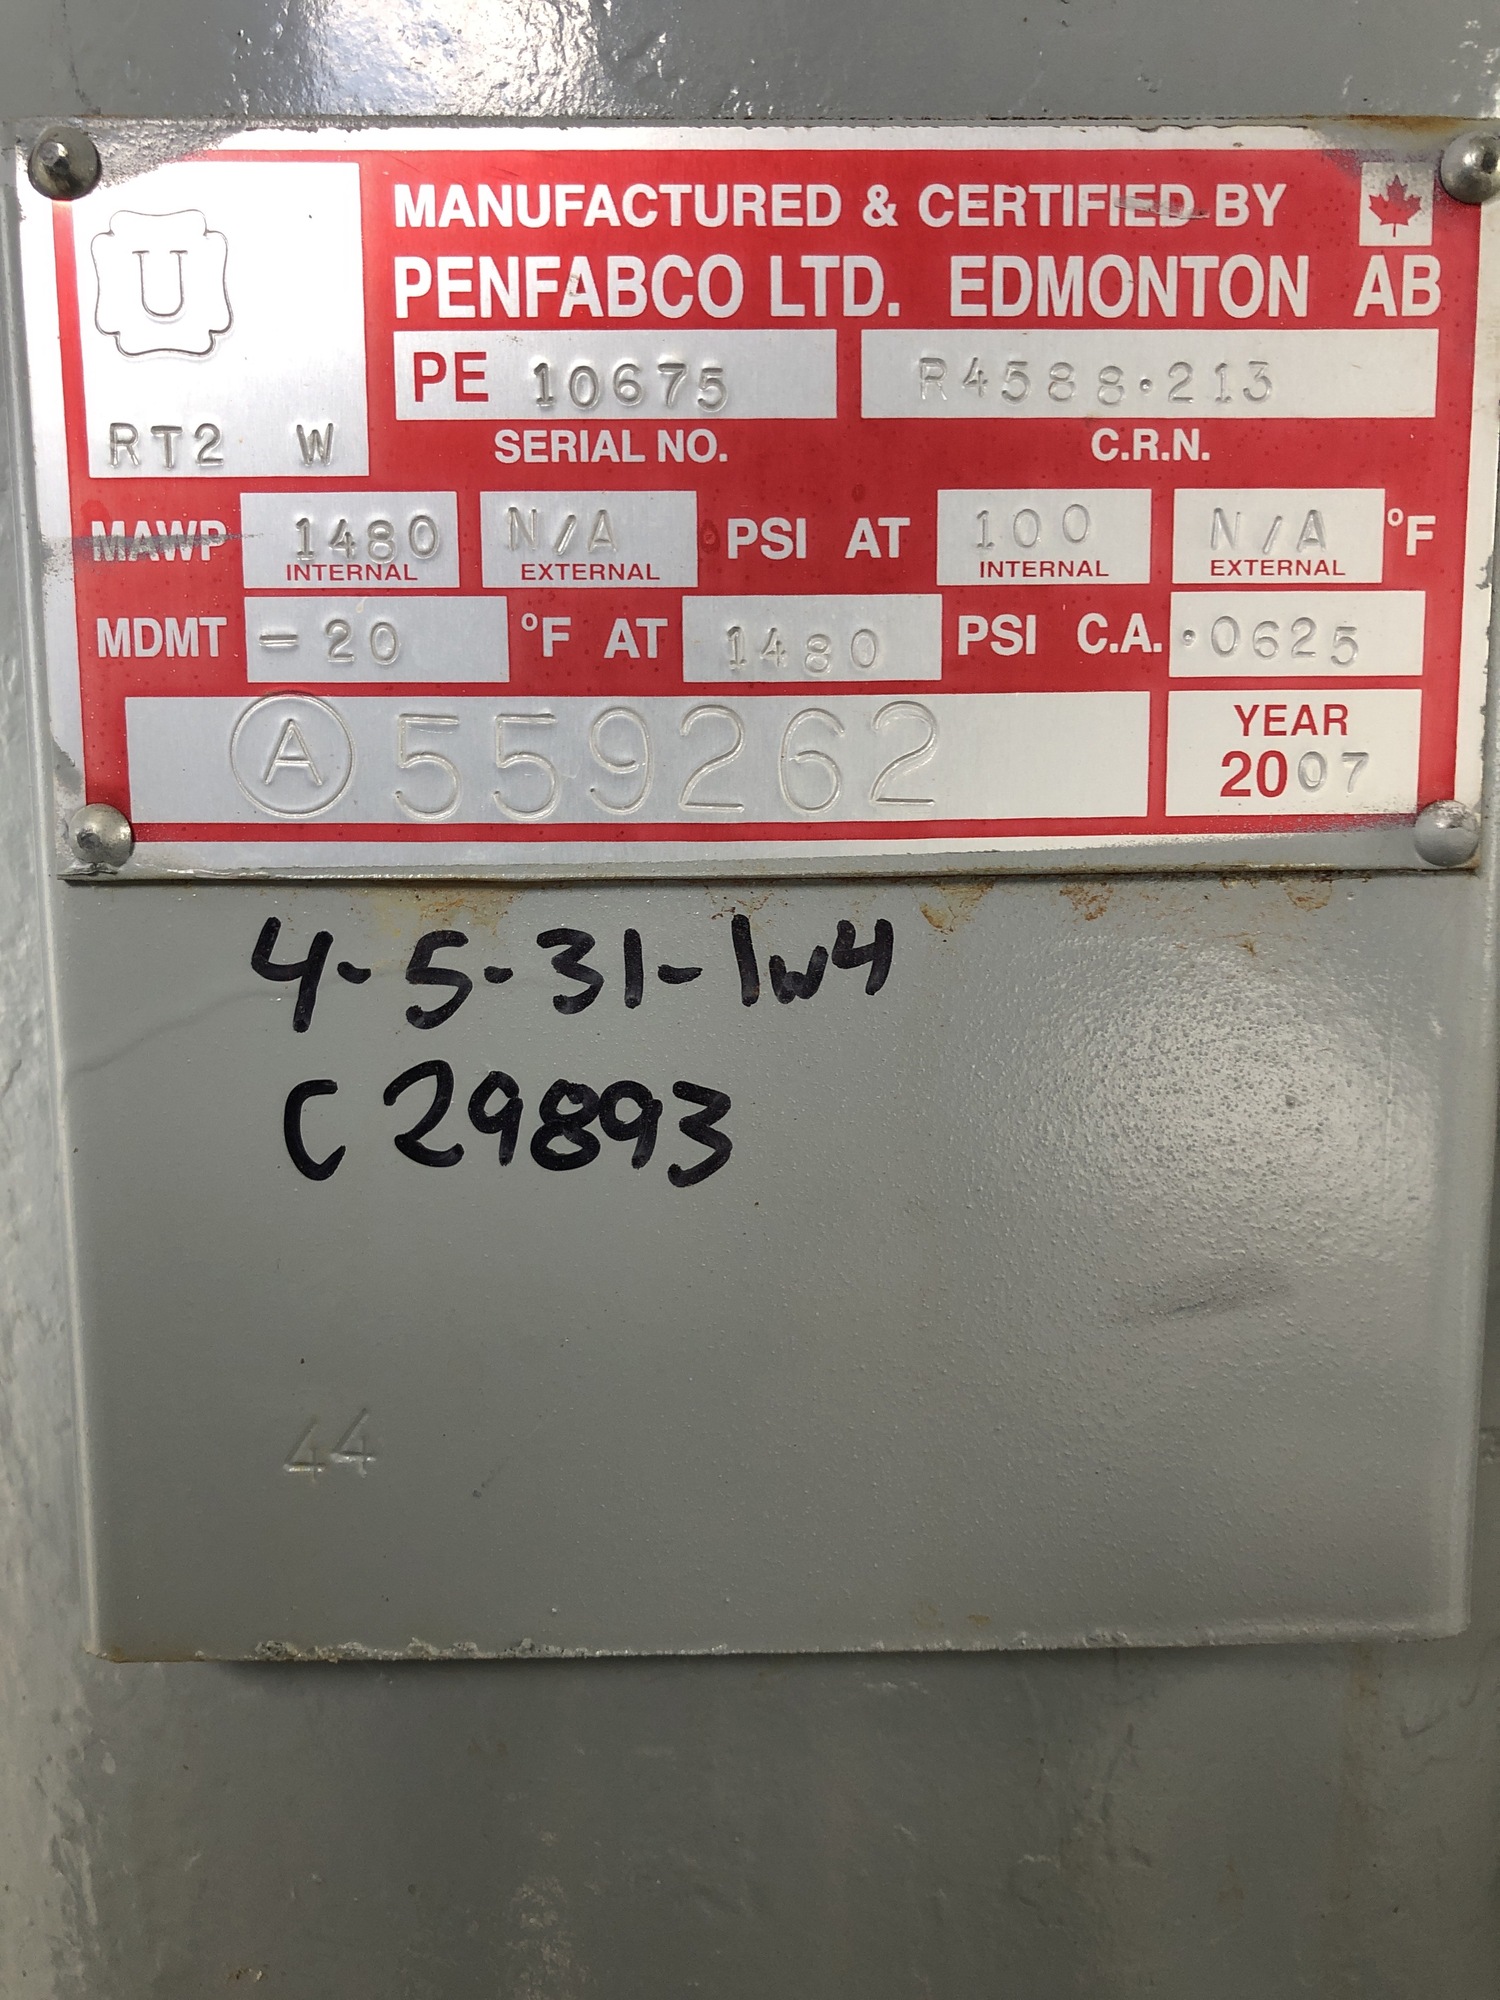 U
RT2 W
MANUFACTURED & CERTIFIED BY
PENFABCO LTD. EDMONTON AB
PE 10675 R4588.213
SERIAL NO. C.R.N.
MAWP 1480 N/A PSI AT 100 N/A °F
INTERNAL EXTERNAL INTERNAL EXTERNAL
MDMT -20 °F AT 1480 PSI C.A. .0625
A 559262
YEAR
2007
4-5-31-1w4
C29893
44